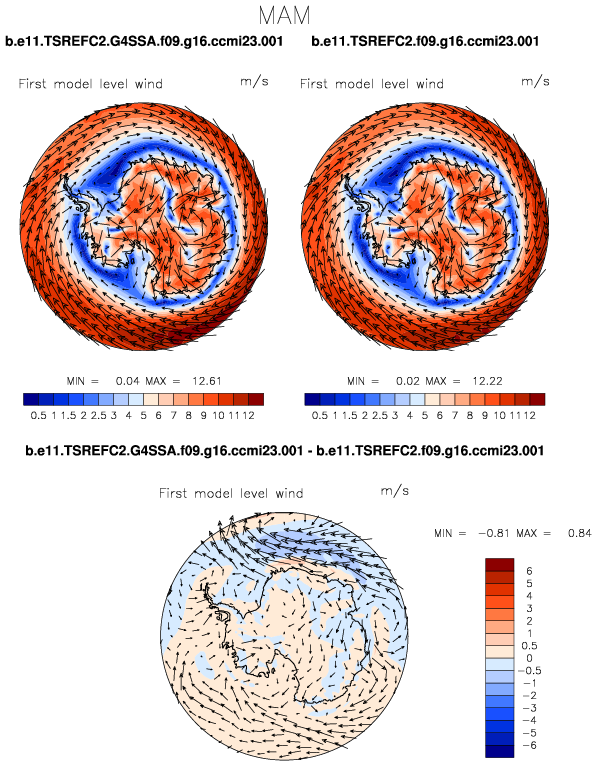 MAM
b.e11.TSREFC2.G4SSA.f09.g16.ccmi23.001 b.e11.TSREFC2.f09.g16.ccmi23.001
First model level wind m/s First model level wind m/s
MIN = 0.04 MAX = 12.61 MIN = 0.02 MAX = 12.22
0.5 1 1.5 2 2.5 3 4 5 6 7 8 9 10 11 12 0.5 1 1.5 2 2.5 3 4 5 6 7 8 9 10 11 12
b.e11.TSREFC2.G4SSA.f09.g16.ccmi23.001 - b.e11.TSREFC2.f09.g16.ccmi23.001
First model level wind m/s
MIN = -0.81 MAX = 0.84
6
5
4
3
2
1
0.5
0
-0.5
-1
-2
-3
-4
-5
-6